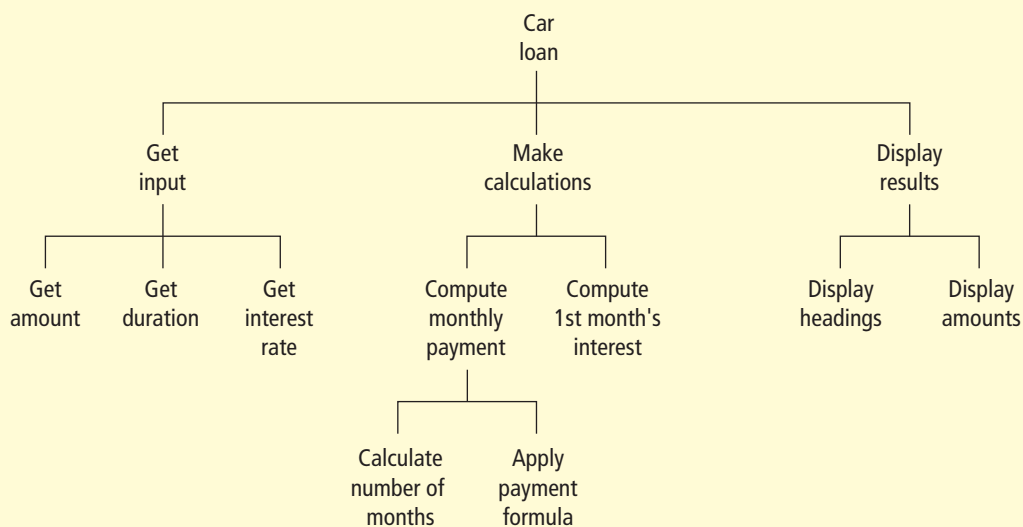 Car
loan
Get
input
Make
calculations
Display
results
Get
amount
Get
duration
Get
interest
rate
Compute
monthly
payment
Compute
1st month's
interest
Display
headings
Display
amounts
Calculate
number of
months
Apply
payment
formula